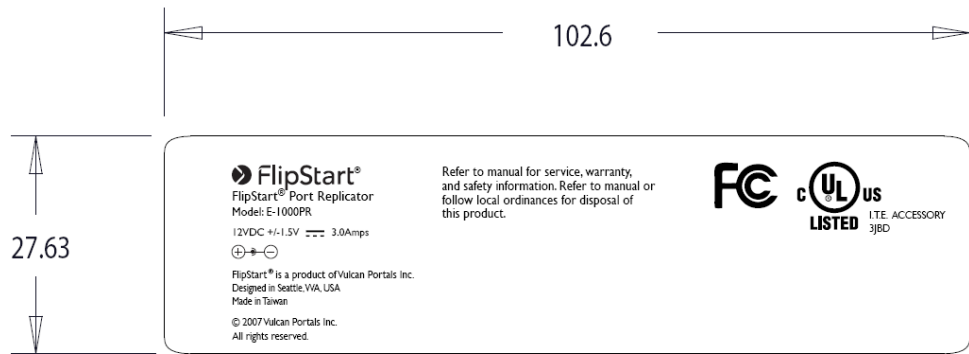 102.6
27.63
FlipStart®
FlipStart® Port Replicator
Model: E-1000PR
12VDC +/-1.5V 3.0Amps
FlipStart® is a product of Vulcan Portals Inc.
Designed in Seattle, WA, USA
Made in Taiwan
© 2007 Vulcan Portals Inc.
All rights reserved.
Refer to manual for service, warranty,
and safety information. Refer to manual or
follow local ordinances for disposal of
this product.
FC
C UL® US
LISTED
I.T.E. ACCESSORY
3JBD